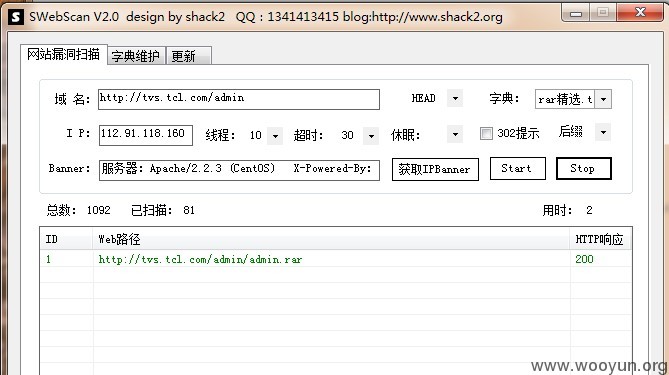 SWebScan V2.0 design by shack2 QQ：1341413415 blog:http://www.shack2.org
网站漏洞扫描 字典维护 更新
域 名： http://tvs.tcl.com/admin HEAD 字典： rar精选.t
I P： 112.91.118.160 线程： 10 超时： 30 休眠： 302提示 后缀
Banner: 服务器：Apache/2.2.3 (CentOS) X-Powered-By: 获取IPBanner Start Stop
总数： 1092 已扫描： 81 用时： 2
ID Web路径 HTTP响应
1 http://tvs.tcl.com/admin/admin.rar 200
www.wooyun.org